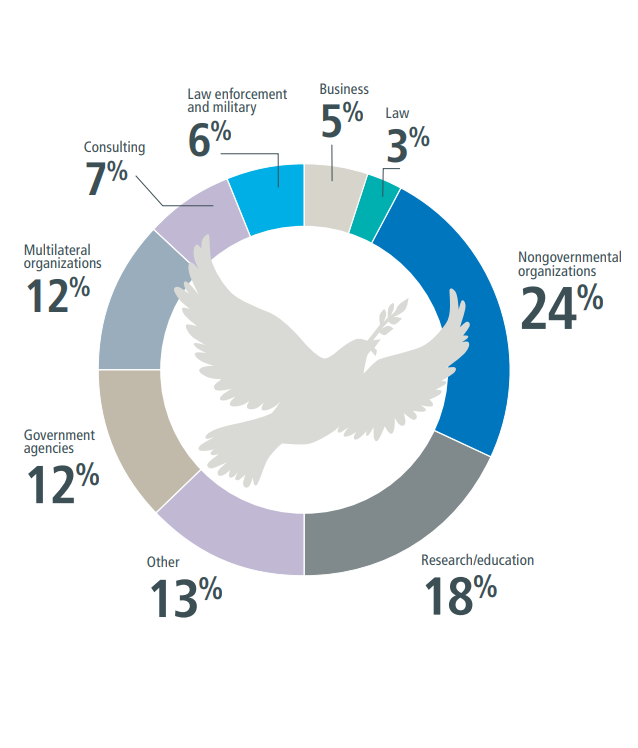 Business
5%
Law
3%
Law enforcement
and military
6%
Consulting
7%
Multilateral
organizations
12%
Nongovernmental
organizations
24%
Government
agencies
12%
Other
13%
Research/education
18%